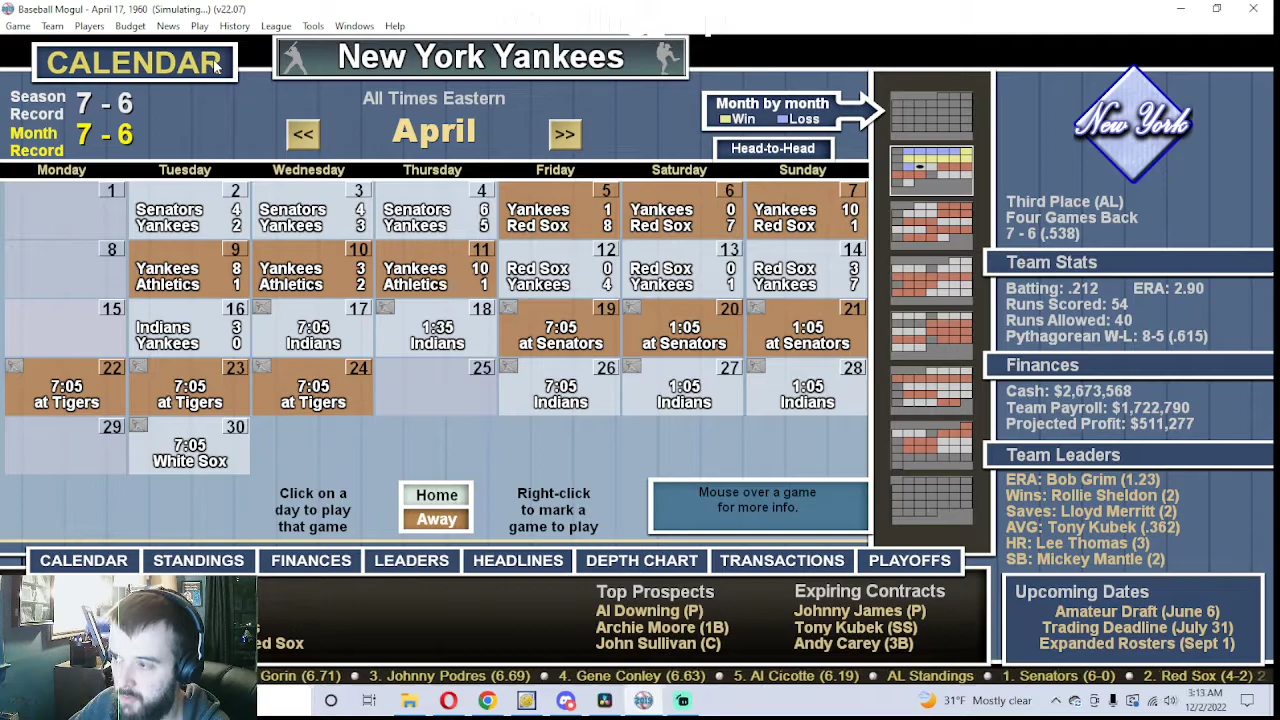 Baseball Mogul - April 17, 1960 (Simulating...) (v22.07)
Game Team Players Budget News Play History League Tools Windows Help
CALENDAR
New York Yankees
Season Record 7 - 6
Month Record 7 - 6
All Times Eastern
<< April >>
Month by month
Win Loss
Head-to-Head
Monday Tuesday Wednesday Thursday Friday Saturday Sunday
1 2 3 4 5 6 7
Senators 4 Senators 4 Senators 6 Yankees 1 Yankees 0 Yankees 10
Yankees 2 Yankees 3 Yankees 5 Red Sox 8 Red Sox 7 Red Sox 1
8 9 10 11 12 13 14
Yankees 8 Yankees 3 Yankees 10 Red Sox 0 Red Sox 0 Red Sox 3
Athletics 1 Athletics 2 Athletics 1 Yankees 4 Yankees 1 Yankees 7
15 16 17 18 19 20 21
Indians 3 7:05 1:35 7:05 1:05 1:05
Yankees 0 Indians Indians at Senators at Senators at Senators
22 23 24 25 26 27 28
7:05 7:05 7:05 7:05 1:05 1:05
at Tigers at Tigers at Tigers Indians Indians Indians
29 30
7:05
White Sox
Click on a day to play that game
Home
Away
Right-click to mark a game to play
Mouse over a game
for more info.
New York
Third Place (AL)
Four Games Back
7 - 6 (.538)
Team Stats
Batting: .212 ERA: 2.90
Runs Scored: 54
Runs Allowed: 40
Pythagorean W-L: 8-5 (.615)
Finances
Cash: $2,673,568
Team Payroll: $1,722,790
Projected Profit: $511,277
Team Leaders
ERA: Bob Grim (1.23)
Wins: Rollie Sheldon (2)
Saves: Lloyd Merritt (2)
AVG: Tony Kubek (.362)
HR: Lee Thomas (3)
SB: Mickey Mantle (2)
CALENDAR STANDINGS FINANCES LEADERS HEADLINES DEPTH CHART TRANSACTIONS PLAYOFFS
ed Sox
Top Prospects
Al Downing (P)
Archie Moore (1B)
John Sullivan (C)
Expiring Contracts
Johnny James (P)
Tony Kubek (SS)
Andy Carey (3B)
Upcoming Dates
Amateur Draft (June 6)
Trading Deadline (July 31)
Expanded Rosters (Sept 1)
Gorin (6.71) • 3. Johnny Podres (6.69) • 4. Gene Conley (6.63) • 5. Al Cicotte (6.19) • AL Standings • 1. Senators (6-0) • 2. Red Sox (4-2)
31°F Mostly clear
3:13 AM
12/2/2022